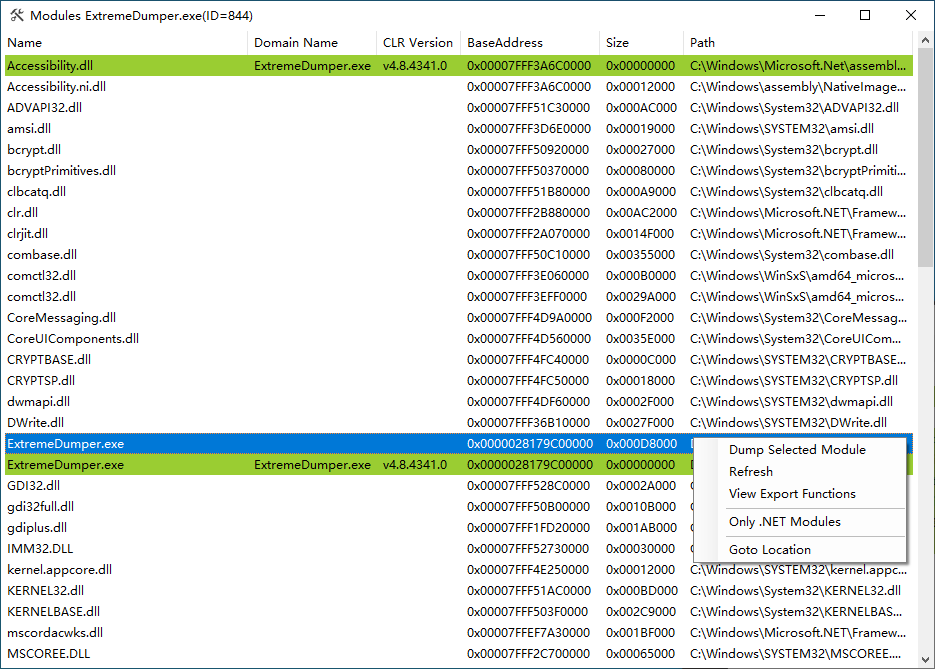 Modules ExtremeDumper.exe(ID=844)
Name Domain Name CLR Version BaseAddress Size Path
Accessibility.dll ExtremeDumper.exe v4.8.4341.0 0x00007FFF3A6C0000 0x00000000 C:\Windows\Microsoft.Net\assembl...
Accessibility.ni.dll 0x00007FFF3A6C0000 0x00012000 C:\Windows\assembly\NativeImage...
ADVAPI32.dll 0x00007FFF51C30000 0x000AC000 C:\Windows\System32\ADVAPI32.dll
amsi.dll 0x00007FFF3D6E0000 0x00019000 C:\Windows\SYSTEM32\amsi.dll
bcrypt.dll 0x00007FFF50920000 0x00027000 C:\Windows\System32\bcrypt.dll
bcryptPrimitives.dll 0x00007FFF50370000 0x00080000 C:\Windows\System32\bcryptPrimiti...
clbcatq.dll 0x00007FFF51B80000 0x000A9000 C:\Windows\System32\clbcatq.dll
clr.dll 0x00007FFF2B880000 0x00AC2000 C:\Windows\Microsoft.NET\Framew...
clrjit.dll 0x00007FFF2A070000 0x0014F000 C:\Windows\Microsoft.NET\Framew...
combase.dll 0x00007FFF50C10000 0x00355000 C:\Windows\System32\combase.dll
comctl32.dll 0x00007FFF3E060000 0x000B0000 C:\Windows\WinSxS\amd64_micros...
comctl32.dll 0x00007FFF3EFF0000 0x0029A000 C:\Windows\WinSxS\amd64_micros...
CoreMessaging.dll 0x00007FFF4D9A0000 0x000F2000 C:\Windows\System32\CoreMessag...
CoreUIComponents.dll 0x00007FFF4D560000 0x0035E000 C:\Windows\System32\CoreUICom...
CRYPTBASE.dll 0x00007FFF4FC40000 0x0000C000 C:\Windows\SYSTEM32\CRYPTBASE...
CRYPTSP.dll 0x00007FFF4FC50000 0x00018000 C:\Windows\SYSTEM32\CRYPTSP.dll
dwmapi.dll 0x00007FFF4DF60000 0x0002F000 C:\Windows\SYSTEM32\dwmapi.dll
DWrite.dll 0x00007FFF36B10000 0x0027F000 C:\Windows\SYSTEM32\DWrite.dll
ExtremeDumper.exe 0x0000028179C00000 0x000D8000
Dump Selected Module
ExtremeDumper.exe ExtremeDumper.exe v4.8.4341.0 0x0000028179C00000 0x00000000
Refresh
GDI32.dll 0x00007FFF528C0000 0x0002A000
View Export Functions
gdi32full.dll 0x00007FFF50B00000 0x0010B000
gdiplus.dll 0x00007FFF1FD20000 0x001AB000
Only .NET Modules
IMM32.DLL 0x00007FFF52730000 0x00030000
Goto Location
kernel.appcore.dll 0x00007FFF4E250000 0x00012000 C:\Windows\SYSTEM32\kernel.appc...
KERNEL32.dll 0x00007FFF51AC0000 0x000BD000 C:\Windows\System32\KERNEL32.dll
KERNELBASE.dll 0x00007FFF503F0000 0x002C9000 C:\Windows\System32\KERNELBAS...
mscordacwks.dll 0x00007FFEF7A30000 0x001BF000 C:\Windows\Microsoft.NET\Framew...
MSCOREE.DLL 0x00007FFF2C700000 0x00065000 C:\Windows\SYSTEM32\MSCOREE....